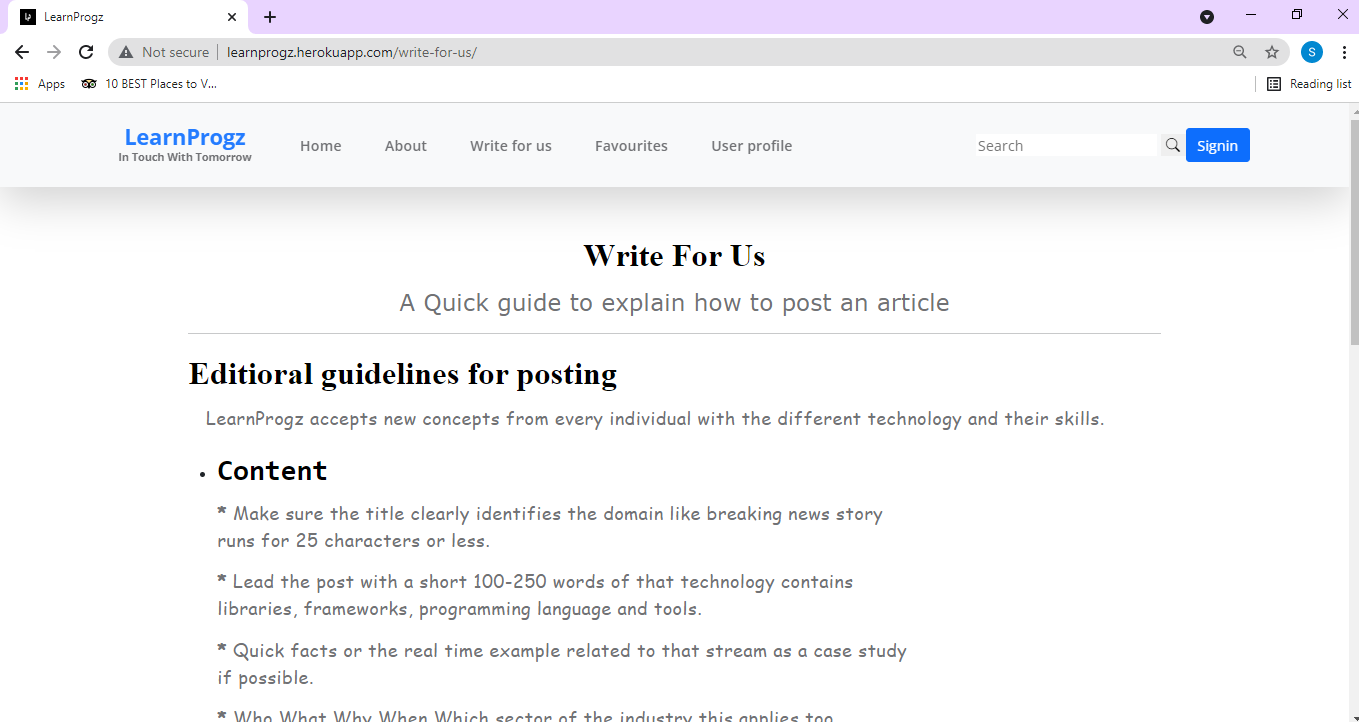 LearnProgz
Not secure
learnprogz.herokuapp.com/write-for-us/
S
Apps
10 BEST Places to V...
Reading list
LearnProgz
In Touch With Tomorrow
Home
About
Write for us
Favourites
User profile
Search
Signin
Write For Us
A Quick guide to explain how to post an article
Editioral guidelines for posting
LearnProgz accepts new concepts from every individual with the different technology and their skills.
• Content
* Make sure the title clearly identifies the domain like breaking news story
runs for 25 characters or less.
* Lead the post with a short 100-250 words of that technology contains
libraries, frameworks, programming language and tools.
* Quick facts or the real time example related to that stream as a case study
if possible.
* Who What Why When Which sector of the industry this applies too